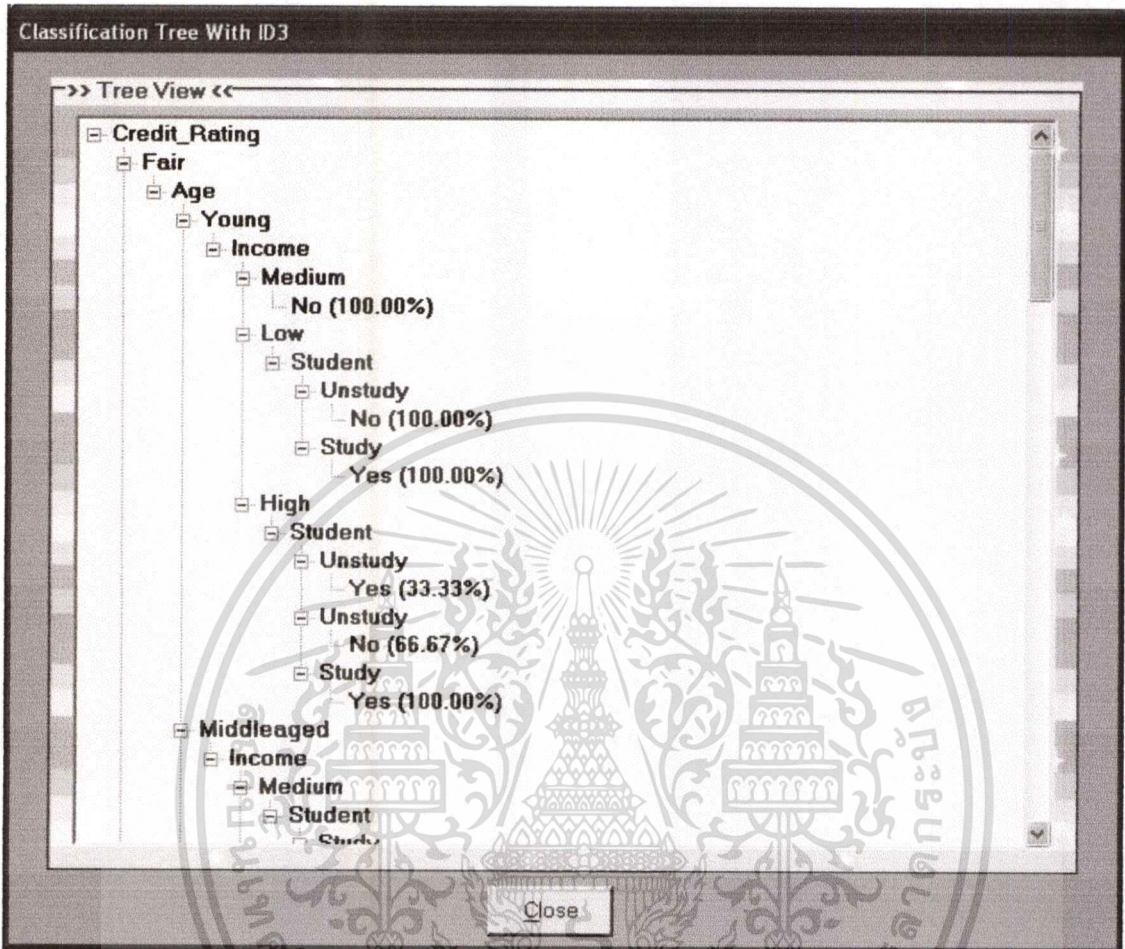 Classification Tree With ID3
>> Tree View <<
Credit_Rating
Fair
Age
Young
Income
Medium
No (100.00%)
Low
Student
Unstudy
No (100.00%)
Study
Yes (100.00%)
High
Student
Unstudy
Yes (33.33%)
Unstudy
No (66.67%)
Study
Yes (100.00%)
Middleaged
Income
Medium
Student
Study
Close